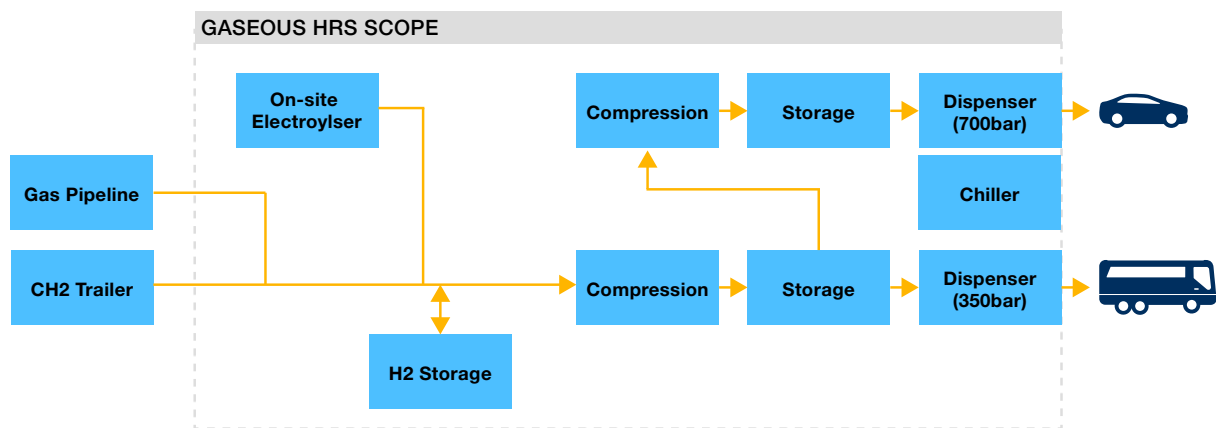 GASEOUS HRS SCOPE
On-site
Electroylser
Compression
Storage
Dispenser
(700bar)
Gas Pipeline
Chiller
CH2 Trailer
Compression
Storage
Dispenser
(350bar)
H2 Storage